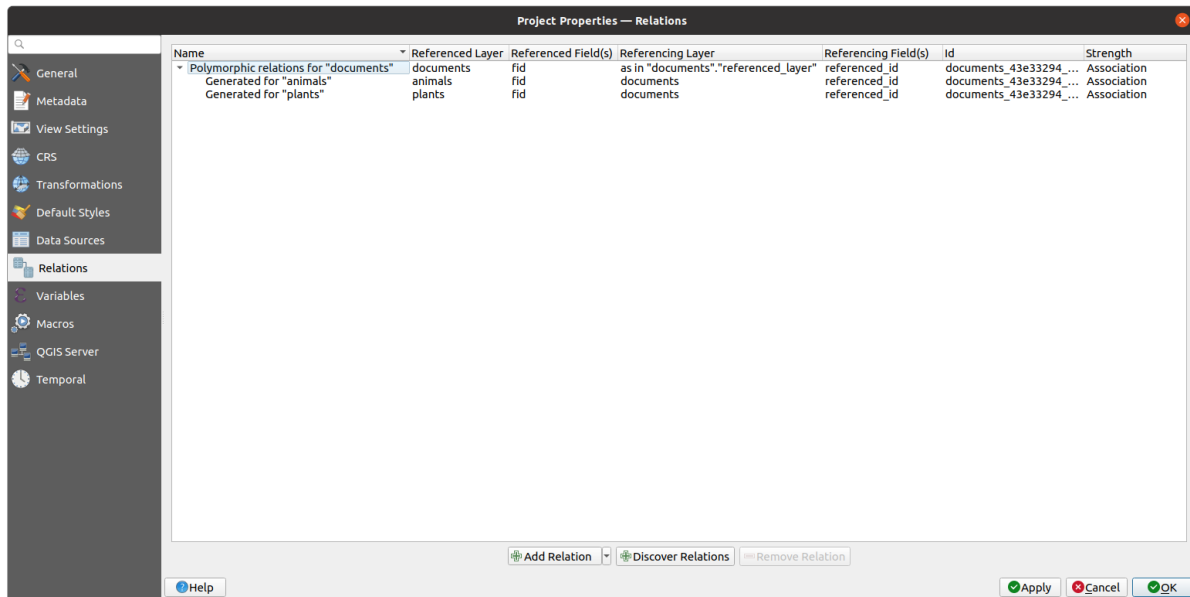 Project Properties — Relations
Name Referenced Layer Referenced Field(s) Referencing Layer Referencing Field(s) Id Strength
Polymorphic relations for "documents" documents fid as in "documents"."referenced_layer" referenced_id documents_43e33294_... Association
Generated for "animals" animals fid documents referenced_id documents_43e33294_... Association
Generated for "plants" plants fid documents referenced_id documents_43e33294_... Association
General
Metadata
View Settings
CRS
Transformations
Default Styles
Data Sources
Relations
Variables
Macros
QGIS Server
Temporal
Add Relation Discover Relations Remove Relation
Help Apply Cancel OK